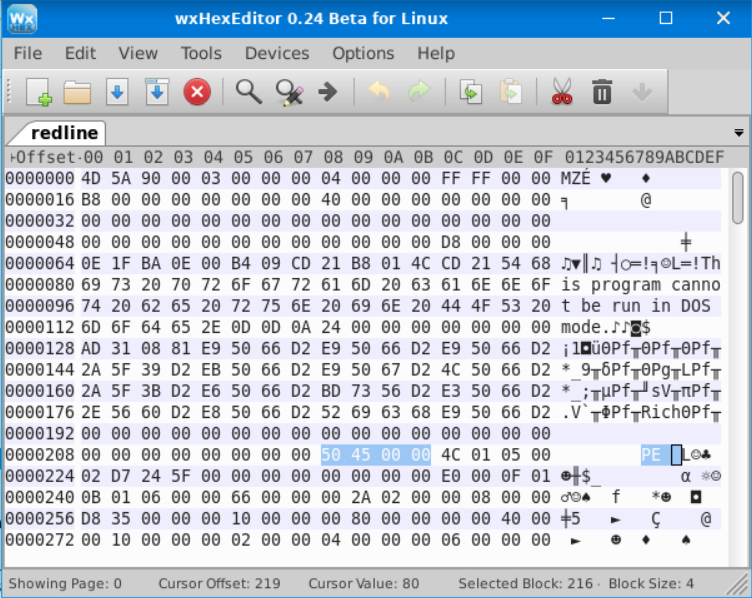 wxHexEditor 0.24 Beta for Linux
File Edit View Tools Devices Options Help
redline
Offset 00 01 02 03 04 05 06 07 08 09 0A 0B 0C 0D 0E 0F 0123456789ABCDEF
0000000 4D 5A 90 00 03 00 00 00 04 00 00 00 FF FF 00 00 MZÉ ♥ ♦
0000016 B8 00 00 00 00 00 00 00 40 00 00 00 00 00 00 00 ╕ @
0000032 00 00 00 00 00 00 00 00 00 00 00 00 00 00 00 00
0000048 00 00 00 00 00 00 00 00 00 00 00 00 D8 00 00 00 ╪
0000064 0E 1F BA 0E 00 B4 09 CD 21 B8 01 4C CD 21 54 68 ♫▼║♫ ┤○═!╕☺L═!Th
0000080 69 73 20 70 72 6F 67 72 61 6D 20 63 61 6E 6E 6F is program canno
0000096 74 20 62 65 20 72 75 6E 20 69 6E 20 44 4F 53 20 t be run in DOS
0000112 6D 6F 64 65 2E 0D 0D 0A 24 00 00 00 00 00 00 00 mode.♪♪◙$
0000128 AD 31 08 81 E9 50 66 D2 E9 50 66 D2 E9 50 66 D2 ¡1◘üΘPf╥ΘPf╥ΘPf╥
0000144 2A 5F 39 D2 EB 50 66 D2 E9 50 67 D2 4C 50 66 D2 *_9╥δPf╥ΘPg╥LPf╥
0000160 2A 5F 3B D2 E6 50 66 D2 BD 73 56 D2 E3 50 66 D2 *_;╥µPf╥╜sV╥πPf╥
0000176 2E 56 60 D2 E8 50 66 D2 52 69 63 68 E9 50 66 D2 .V`╥ΦPf╥RichΘPf╥
0000192 00 00 00 00 00 00 00 00 00 00 00 00 00 00 00 00
0000208 00 00 00 00 00 00 00 00 50 45 00 00 4C 01 05 00 PE L☺♣
0000224 02 D7 24 5F 00 00 00 00 00 00 00 00 E0 00 0F 01 ☻╫$_ α ☼☺
0000240 0B 01 06 00 00 66 00 00 00 2A 02 00 00 08 00 00 ♂☺♠ f *☻ ◘
0000256 D8 35 00 00 00 10 00 00 00 80 00 00 00 00 40 00 ╪5 ► Ç @
0000272 00 10 00 00 00 02 00 00 04 00 00 00 06 00 00 00 ► ☻ ♦ ♠
Showing Page: 0 Cursor Offset: 219 Cursor Value: 80 Selected Block: 216 - Block Size: 4